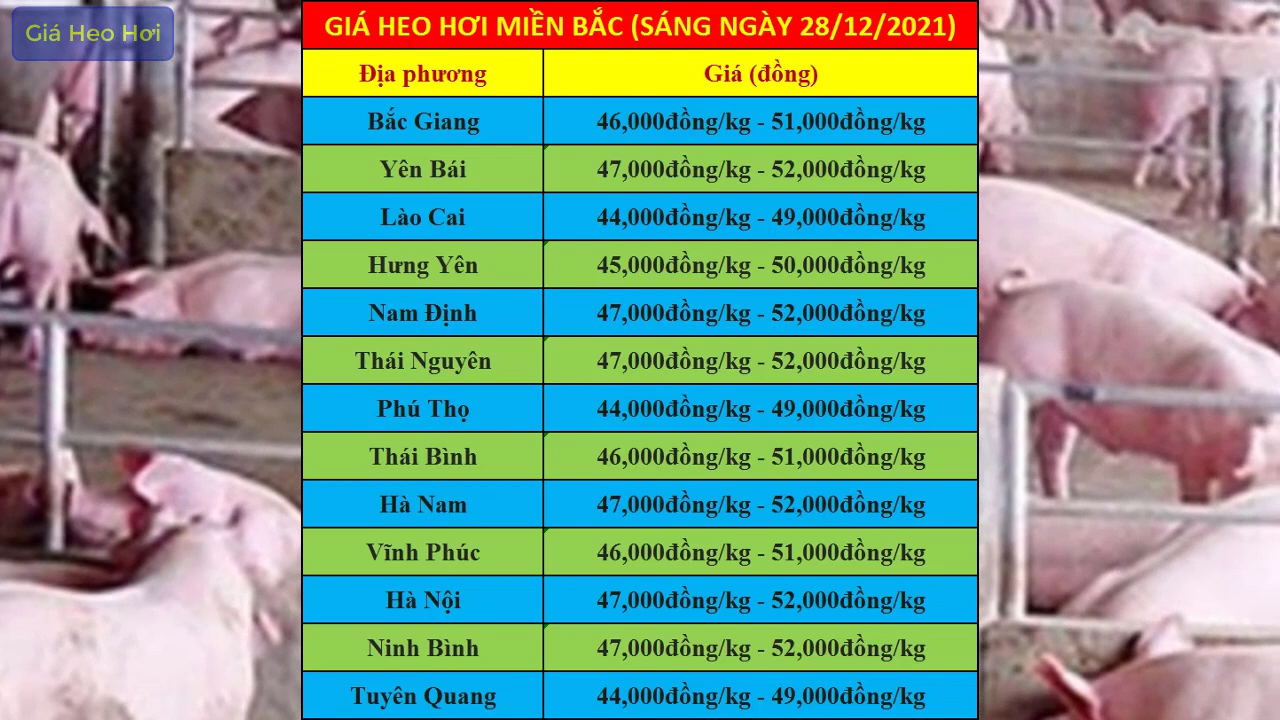 Giá Heo Hơi
GIÁ HEO HƠI MIỀN BẮC (SÁNG NGÀY 28/12/2021)
Địa phương Giá (đồng)
Bắc Giang 46,000đồng/kg - 51,000đồng/kg
Yên Bái 47,000đồng/kg - 52,000đồng/kg
Lào Cai 44,000đồng/kg - 49,000đồng/kg
Hưng Yên 45,000đồng/kg - 50,000đồng/kg
Nam Định 47,000đồng/kg - 52,000đồng/kg
Thái Nguyên 47,000đồng/kg - 52,000đồng/kg
Phú Thọ 44,000đồng/kg - 49,000đồng/kg
Thái Bình 46,000đồng/kg - 51,000đồng/kg
Hà Nam 47,000đồng/kg - 52,000đồng/kg
Vĩnh Phúc 46,000đồng/kg - 51,000đồng/kg
Hà Nội 47,000đồng/kg - 52,000đồng/kg
Ninh Bình 47,000đồng/kg - 52,000đồng/kg
Tuyên Quang 44,000đồng/kg - 49,000đồng/kg